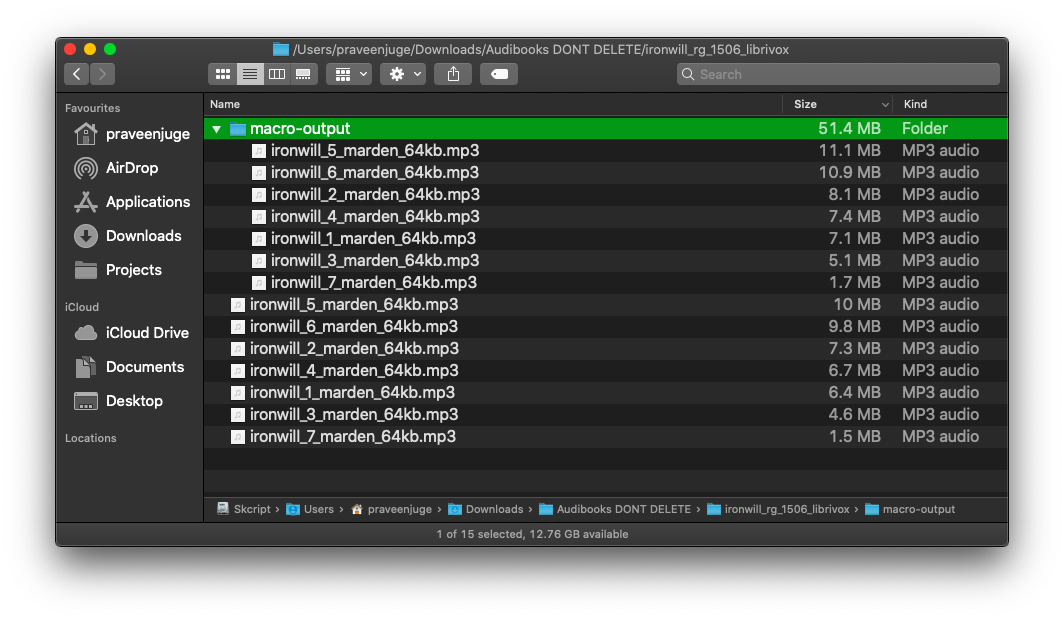 /Users/praveenjuge/Downloads/Audibooks DONT DELETE/ironwill_rg_1506_librivox
Search
Favourites
praveenjuge
AirDrop
Applications
Downloads
Projects
iCloud
iCloud Drive
Documents
Desktop
Locations
Name Size Kind
macro-output 51.4 MB Folder
ironwill_5_marden_64kb.mp3 11.1 MB MP3 audio
ironwill_6_marden_64kb.mp3 10.9 MB MP3 audio
ironwill_2_marden_64kb.mp3 8.1 MB MP3 audio
ironwill_4_marden_64kb.mp3 7.4 MB MP3 audio
ironwill_1_marden_64kb.mp3 7.1 MB MP3 audio
ironwill_3_marden_64kb.mp3 5.1 MB MP3 audio
ironwill_7_marden_64kb.mp3 1.7 MB MP3 audio
ironwill_5_marden_64kb.mp3 10 MB MP3 audio
ironwill_6_marden_64kb.mp3 9.8 MB MP3 audio
ironwill_2_marden_64kb.mp3 7.3 MB MP3 audio
ironwill_4_marden_64kb.mp3 6.7 MB MP3 audio
ironwill_1_marden_64kb.mp3 6.4 MB MP3 audio
ironwill_3_marden_64kb.mp3 4.6 MB MP3 audio
ironwill_7_marden_64kb.mp3 1.5 MB MP3 audio
Skcript › Users › praveenjuge › Downloads › Audibooks DONT DELETE › ironwill_rg_1506_librivox › macro-output
1 of 15 selected, 12.76 GB available